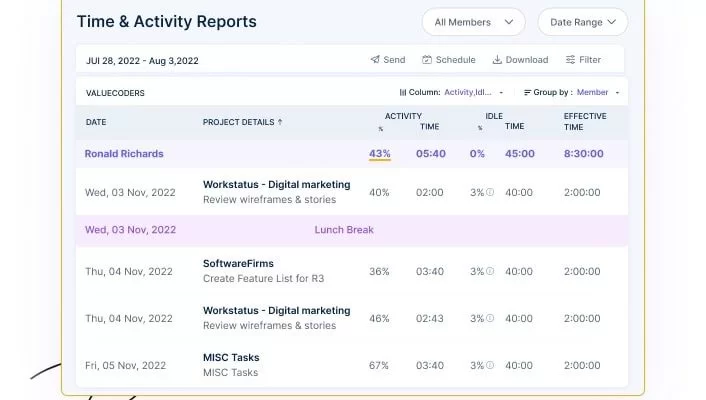 Time & Activity Reports
All Members
Date Range
JUl 28, 2022 - Aug 3,2022
Send
Schedule
Download
Filter
VALUECODERS
Column: Activity,Idl...
Group by : Member
DATE PROJECT DETAILS ↑ ACTIVITY % TIME IDLE % TIME EFFECTIVE TIME
Ronald Richards 43% 05:40 0% 45:00 8:30:00
Wed, 03 Nov, 2022 Workstatus - Digital marketing 40% 02:00 3% 40:00 2:00:00
Review wireframes & stories
Wed, 03 Nov, 2022 Lunch Break
Thu, 04 Nov, 2022 SoftwareFirms 36% 03:40 3% 40:00 2:00:00
Create Feature List for R3
Thu, 04 Nov, 2022 Workstatus - Digital marketing 46% 02:43 3% 40:00 2:00:00
Review wireframes & stories
Fri, 05 Nov, 2022 MISC Tasks 67% 03:40 3% 40:00 2:00:00
MISC Tasks